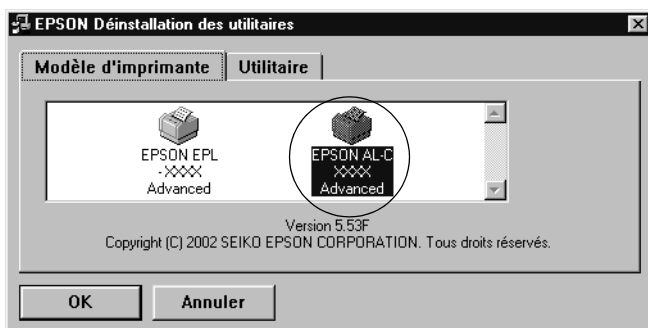 EPSON Déinstallation des utilitaires
Modèle d'imprimante Utilitaire
EPSON EPL
-XXXX
Advanced
EPSON AL-C
XXXX
Advanced
Version 5.53F
Copyright (C) 2002 SEIKO EPSON CORPORATION. Tous droits réservés.
OK Annuler